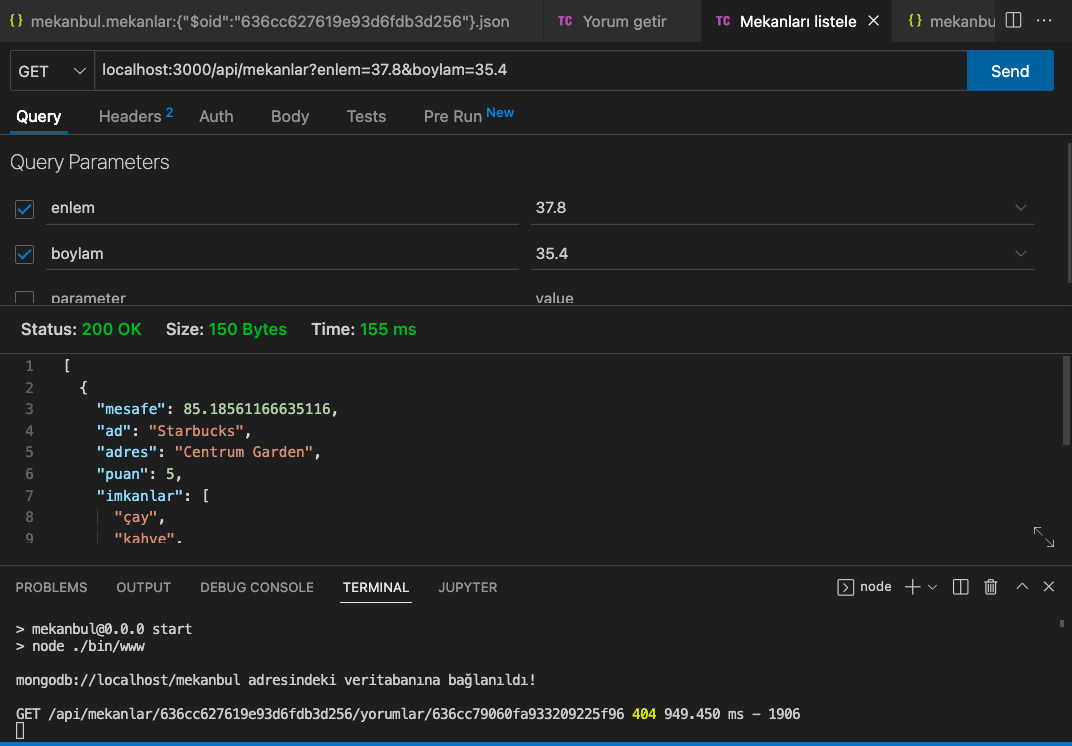 {} mekanbul.mekanlar:{"$oid":"636cc627619e93d6fdb3d256"}.json TC Yorum getir TC Mekanları listele {} mekanbu
GET localhost:3000/api/mekanlar?enlem=37.8&boylam=35.4 Send
Query Headers 2 Auth Body Tests Pre Run New
Query Parameters
enlem 37.8
boylam 35.4
parameter value
Status: 200 OK Size: 150 Bytes Time: 155 ms
1 [
2 {
3 "mesafe": 85.18561166635116,
4 "ad": "Starbucks",
5 "adres": "Centrum Garden",
6 "puan": 5,
7 "imkanlar": [
8 "çay",
9 "kahve",
PROBLEMS OUTPUT DEBUG CONSOLE TERMINAL JUPYTER node
> mekanbul@0.0.0 start
> node ./bin/www
mongodb://localhost/mekanbul adresindeki veritabanına bağlanıldı!
GET /api/mekanlar/636cc627619e93d6fdb3d256/yorumlar/636cc79060fa933209225f96 404 949.450 ms - 1906